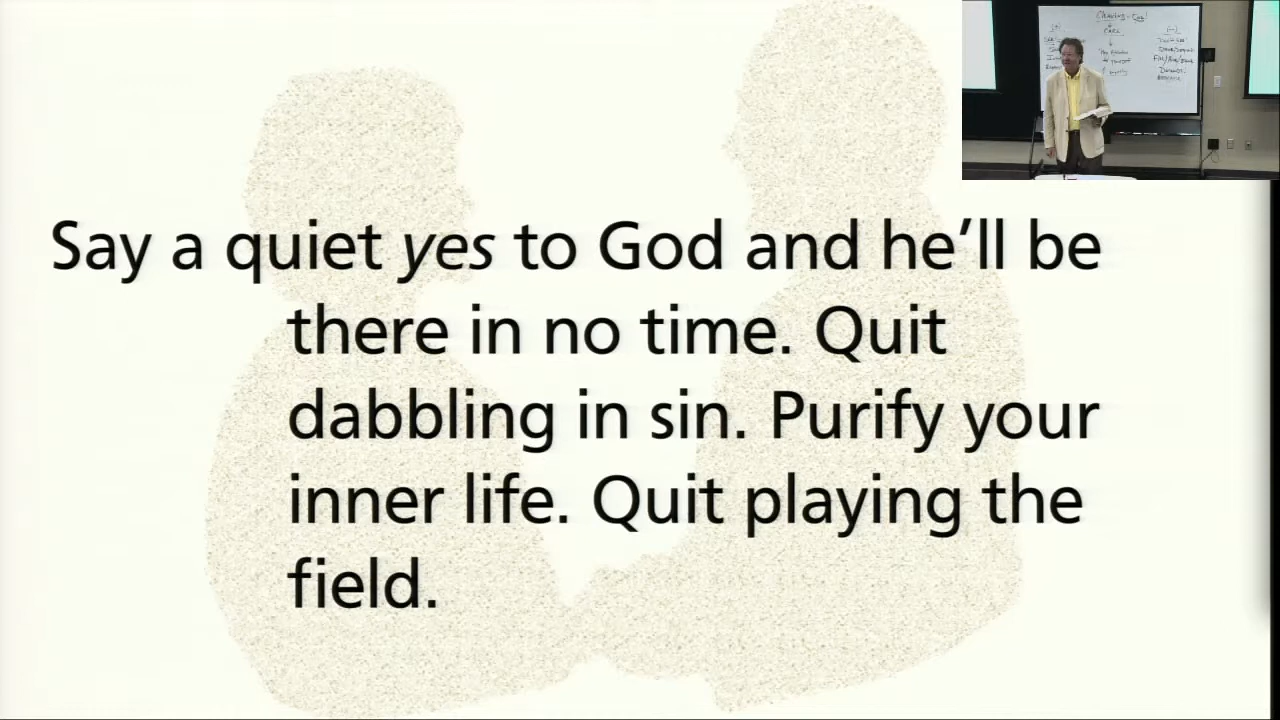 Say a quiet yes to God and he’ll be
there in no time. Quit
dabbling in sin. Purify your
inner life. Quit playing the
field.